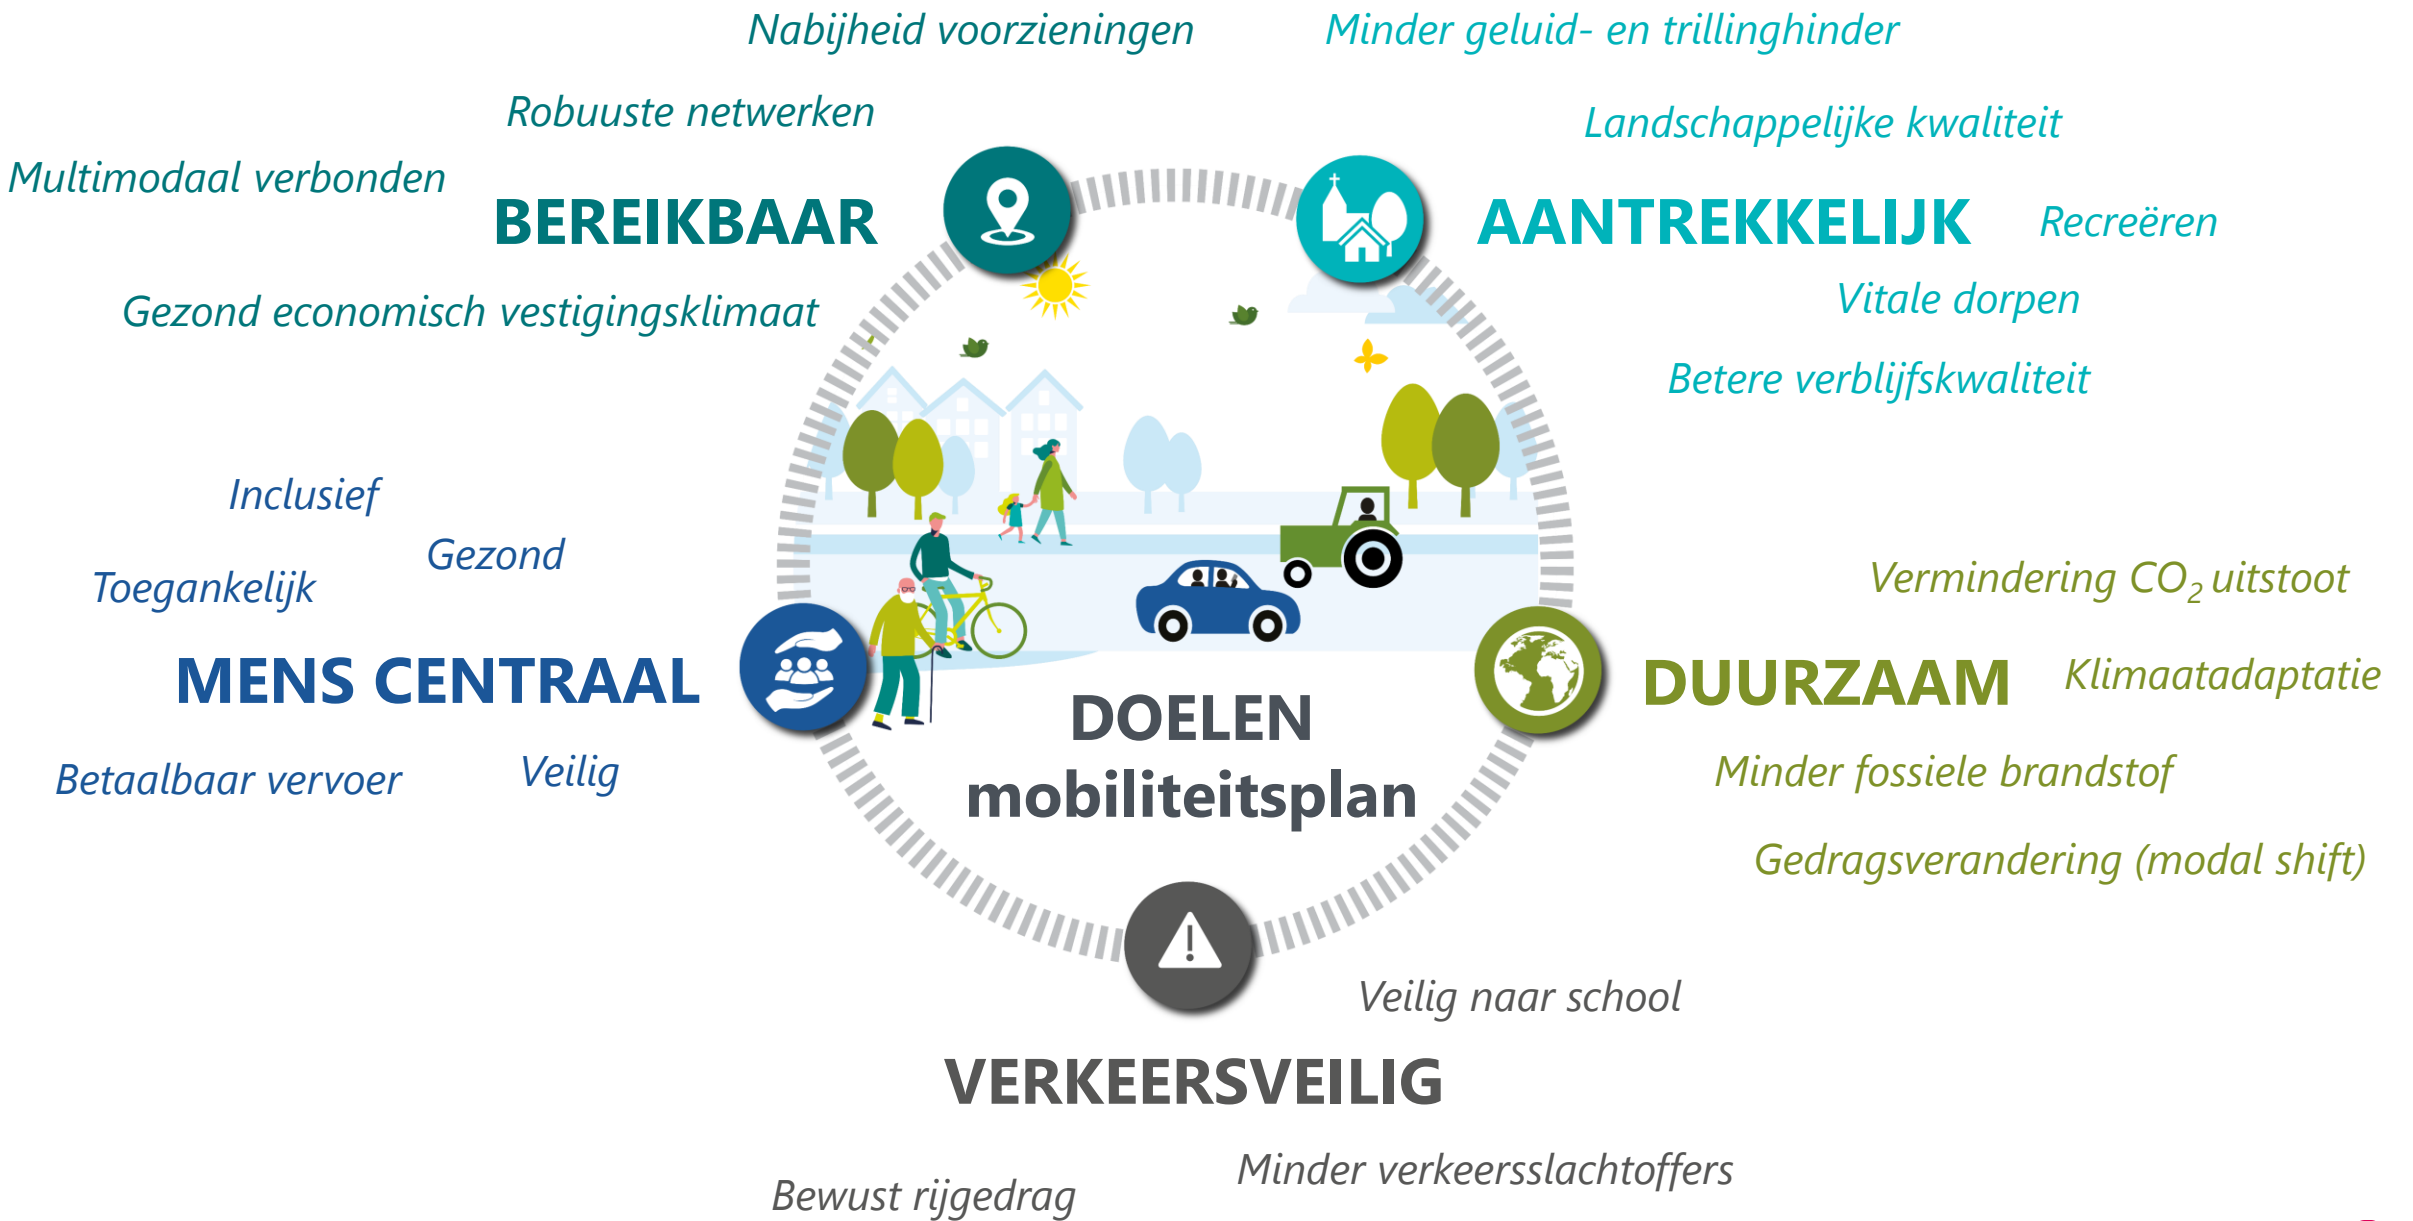 Nabijheid voorzieningen
Minder geluid- en trillinghinder
Robuuste netwerken
Landschappelijke kwaliteit
Multimodaal verbonden
BEREIKBAAR
AANTREKKELIJK
Recreëren
Gezond economisch vestigingsklimaat
Vitale dorpen
Betere verblijfskwaliteit
Inclusief
Gezond
Toegankelijk
Vermindering CO₂ uitstoot
MENS CENTRAAL
DUURZAAM
Klimaatadaptatie
DOELEN
mobiliteitsplan
Betaalbaar vervoer
Veilig
Minder fossiele brandstof
Gedragsverandering (modal shift)
Veilig naar school
VERKEERSVEILIG
Minder verkeersslachtoffers
Bewust rijgedrag